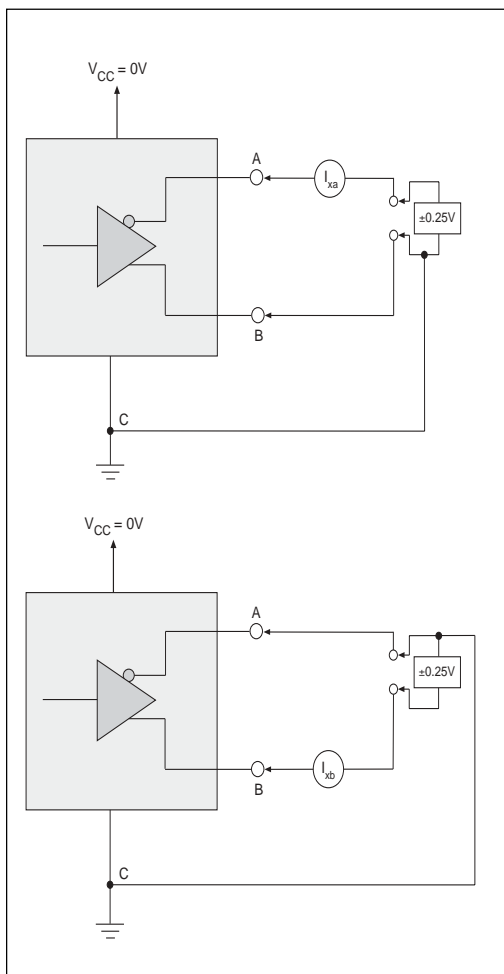 V_CC = 0V
A
I_xa
±0.25V
B
C
V_CC = 0V
A
±0.25V
B
I_xb
C